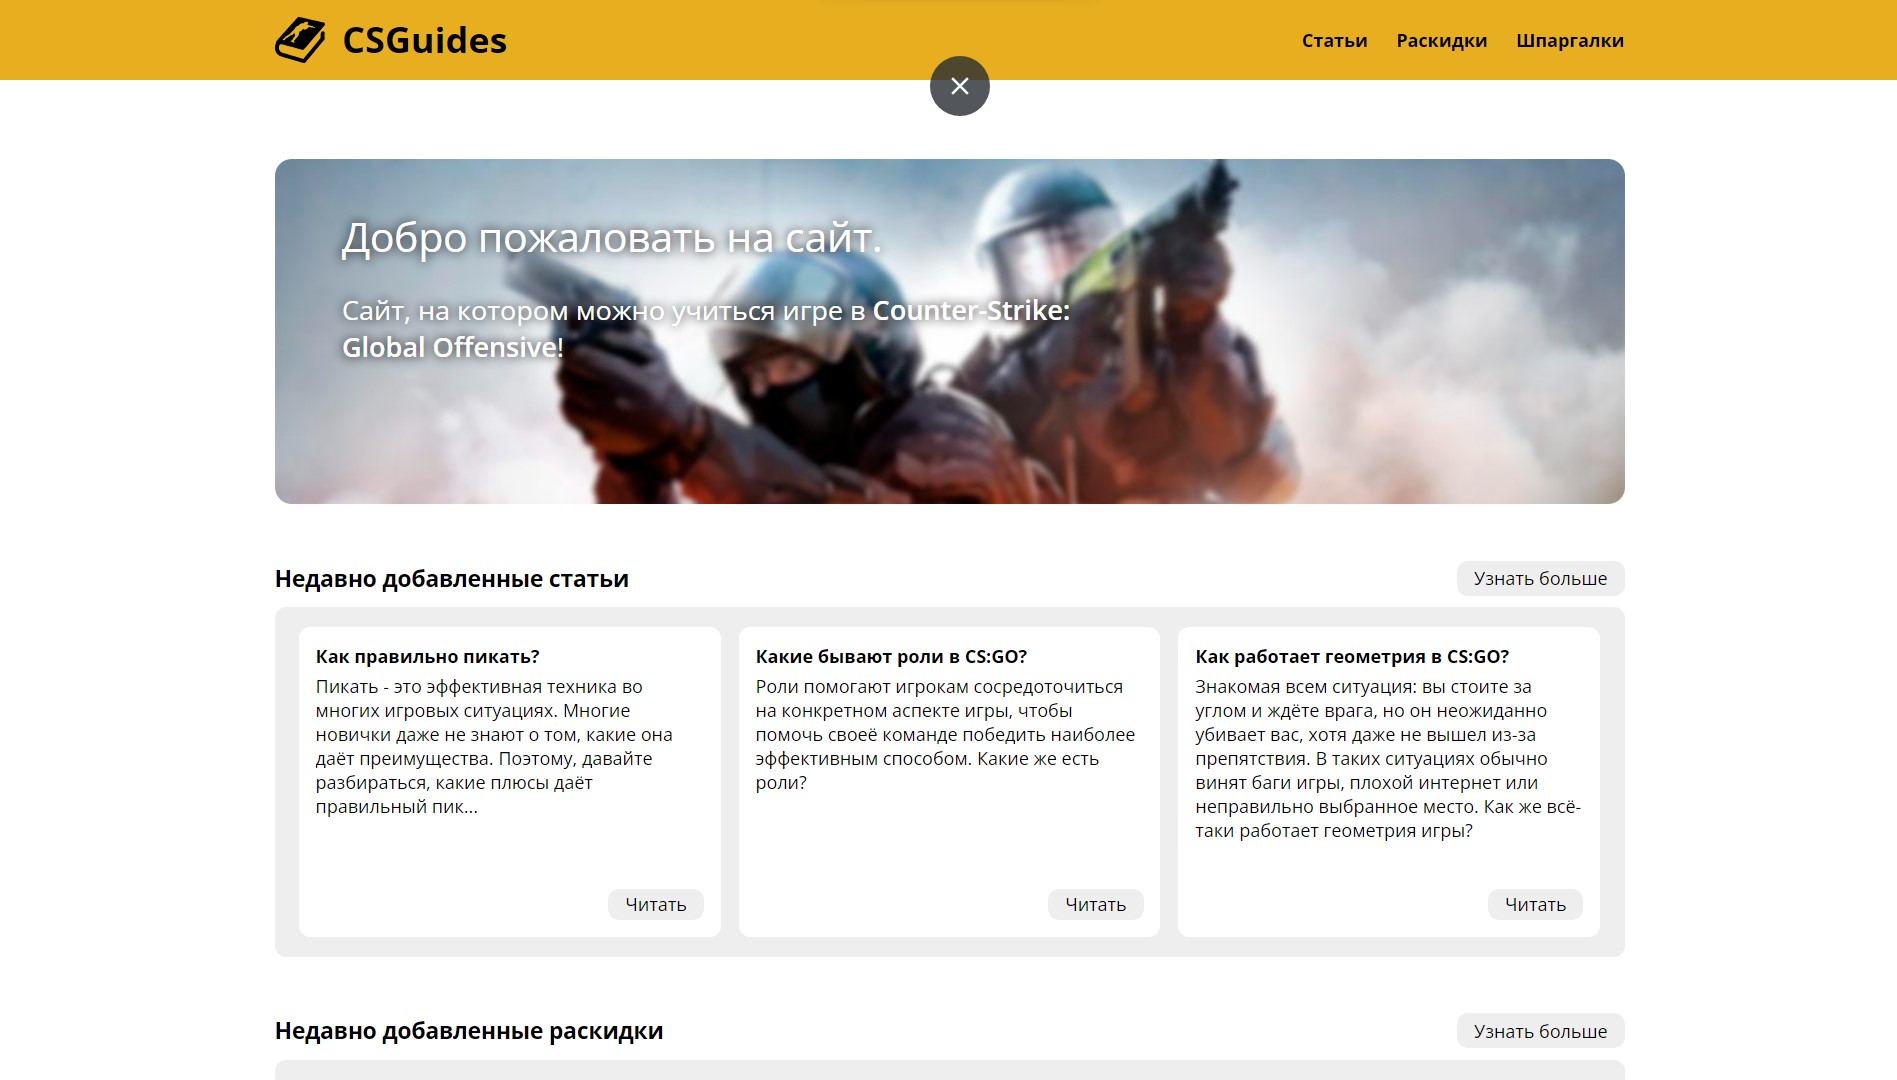 CSGuides
Статьи Раскидки Шпаргалки
Добро пожаловать на сайт.
Сайт, на котором можно учиться игре в Counter-Strike:
Global Offensive!
Недавно добавленные статьи
Узнать больше
Как правильно пикать?
Пикать - это эффективная техника во
многих игровых ситуациях. Многие
новички даже не знают о том, какие она
даёт преимущества. Поэтому, давайте
разбираться, какие плюсы даёт
правильный пик...
Читать
Какие бывают роли в CS:GO?
Роли помогают игрокам сосредоточиться
на конкретном аспекте игры, чтобы
помочь своеё команде победить наиболее
эффективным способом. Какие же есть
роли?
Читать
Как работает геометрия в CS:GO?
Знакомая всем ситуация: вы стоите за
углом и ждёте врага, но он неожиданно
убивает вас, хотя даже не вышел из-за
препятствия. В таких ситуациях обычно
винят баги игры, плохой интернет или
неправильно выбранное место. Как же всё-
таки работает геометрия игры?
Читать
Недавно добавленные раскидки
Узнать больше